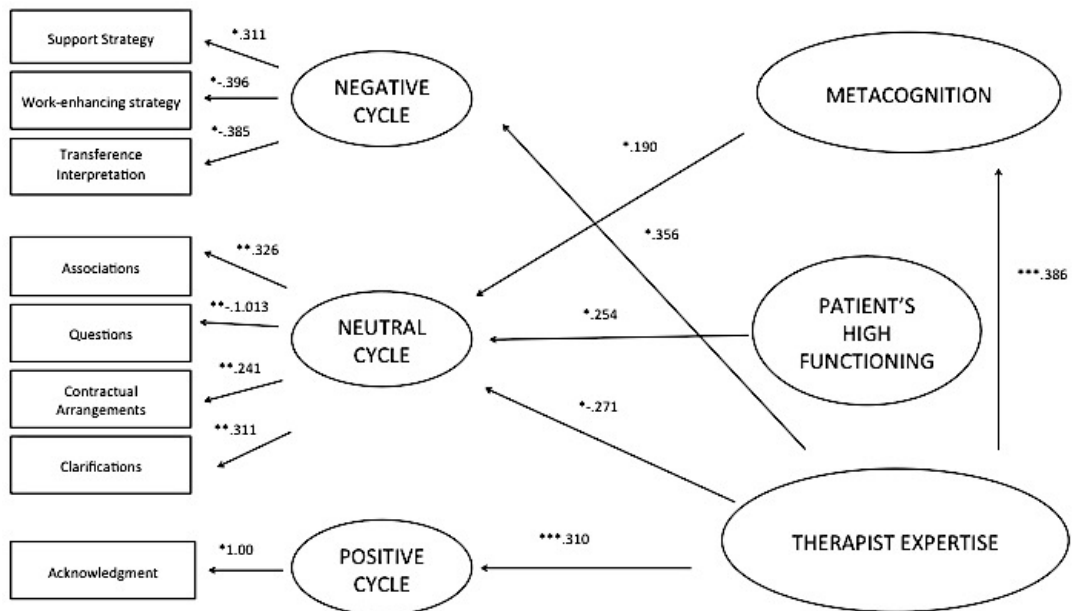 Support Strategy
*.311
Work-enhancing strategy
*-.396
Transference
Interpretation
*-.385
NEGATIVE
CYCLE
METACOGNITION
*.190
*.356
***.386
Associations
**.326
Questions
**-.1.013
Contractual
Arrangements
**.241
Clarifications
**.311
NEUTRAL
CYCLE
*.254
PATIENT'S
HIGH
FUNCTIONING
*-.271
Acknowledgment
*1.00
POSITIVE
CYCLE
***.310
THERAPIST EXPERTISE